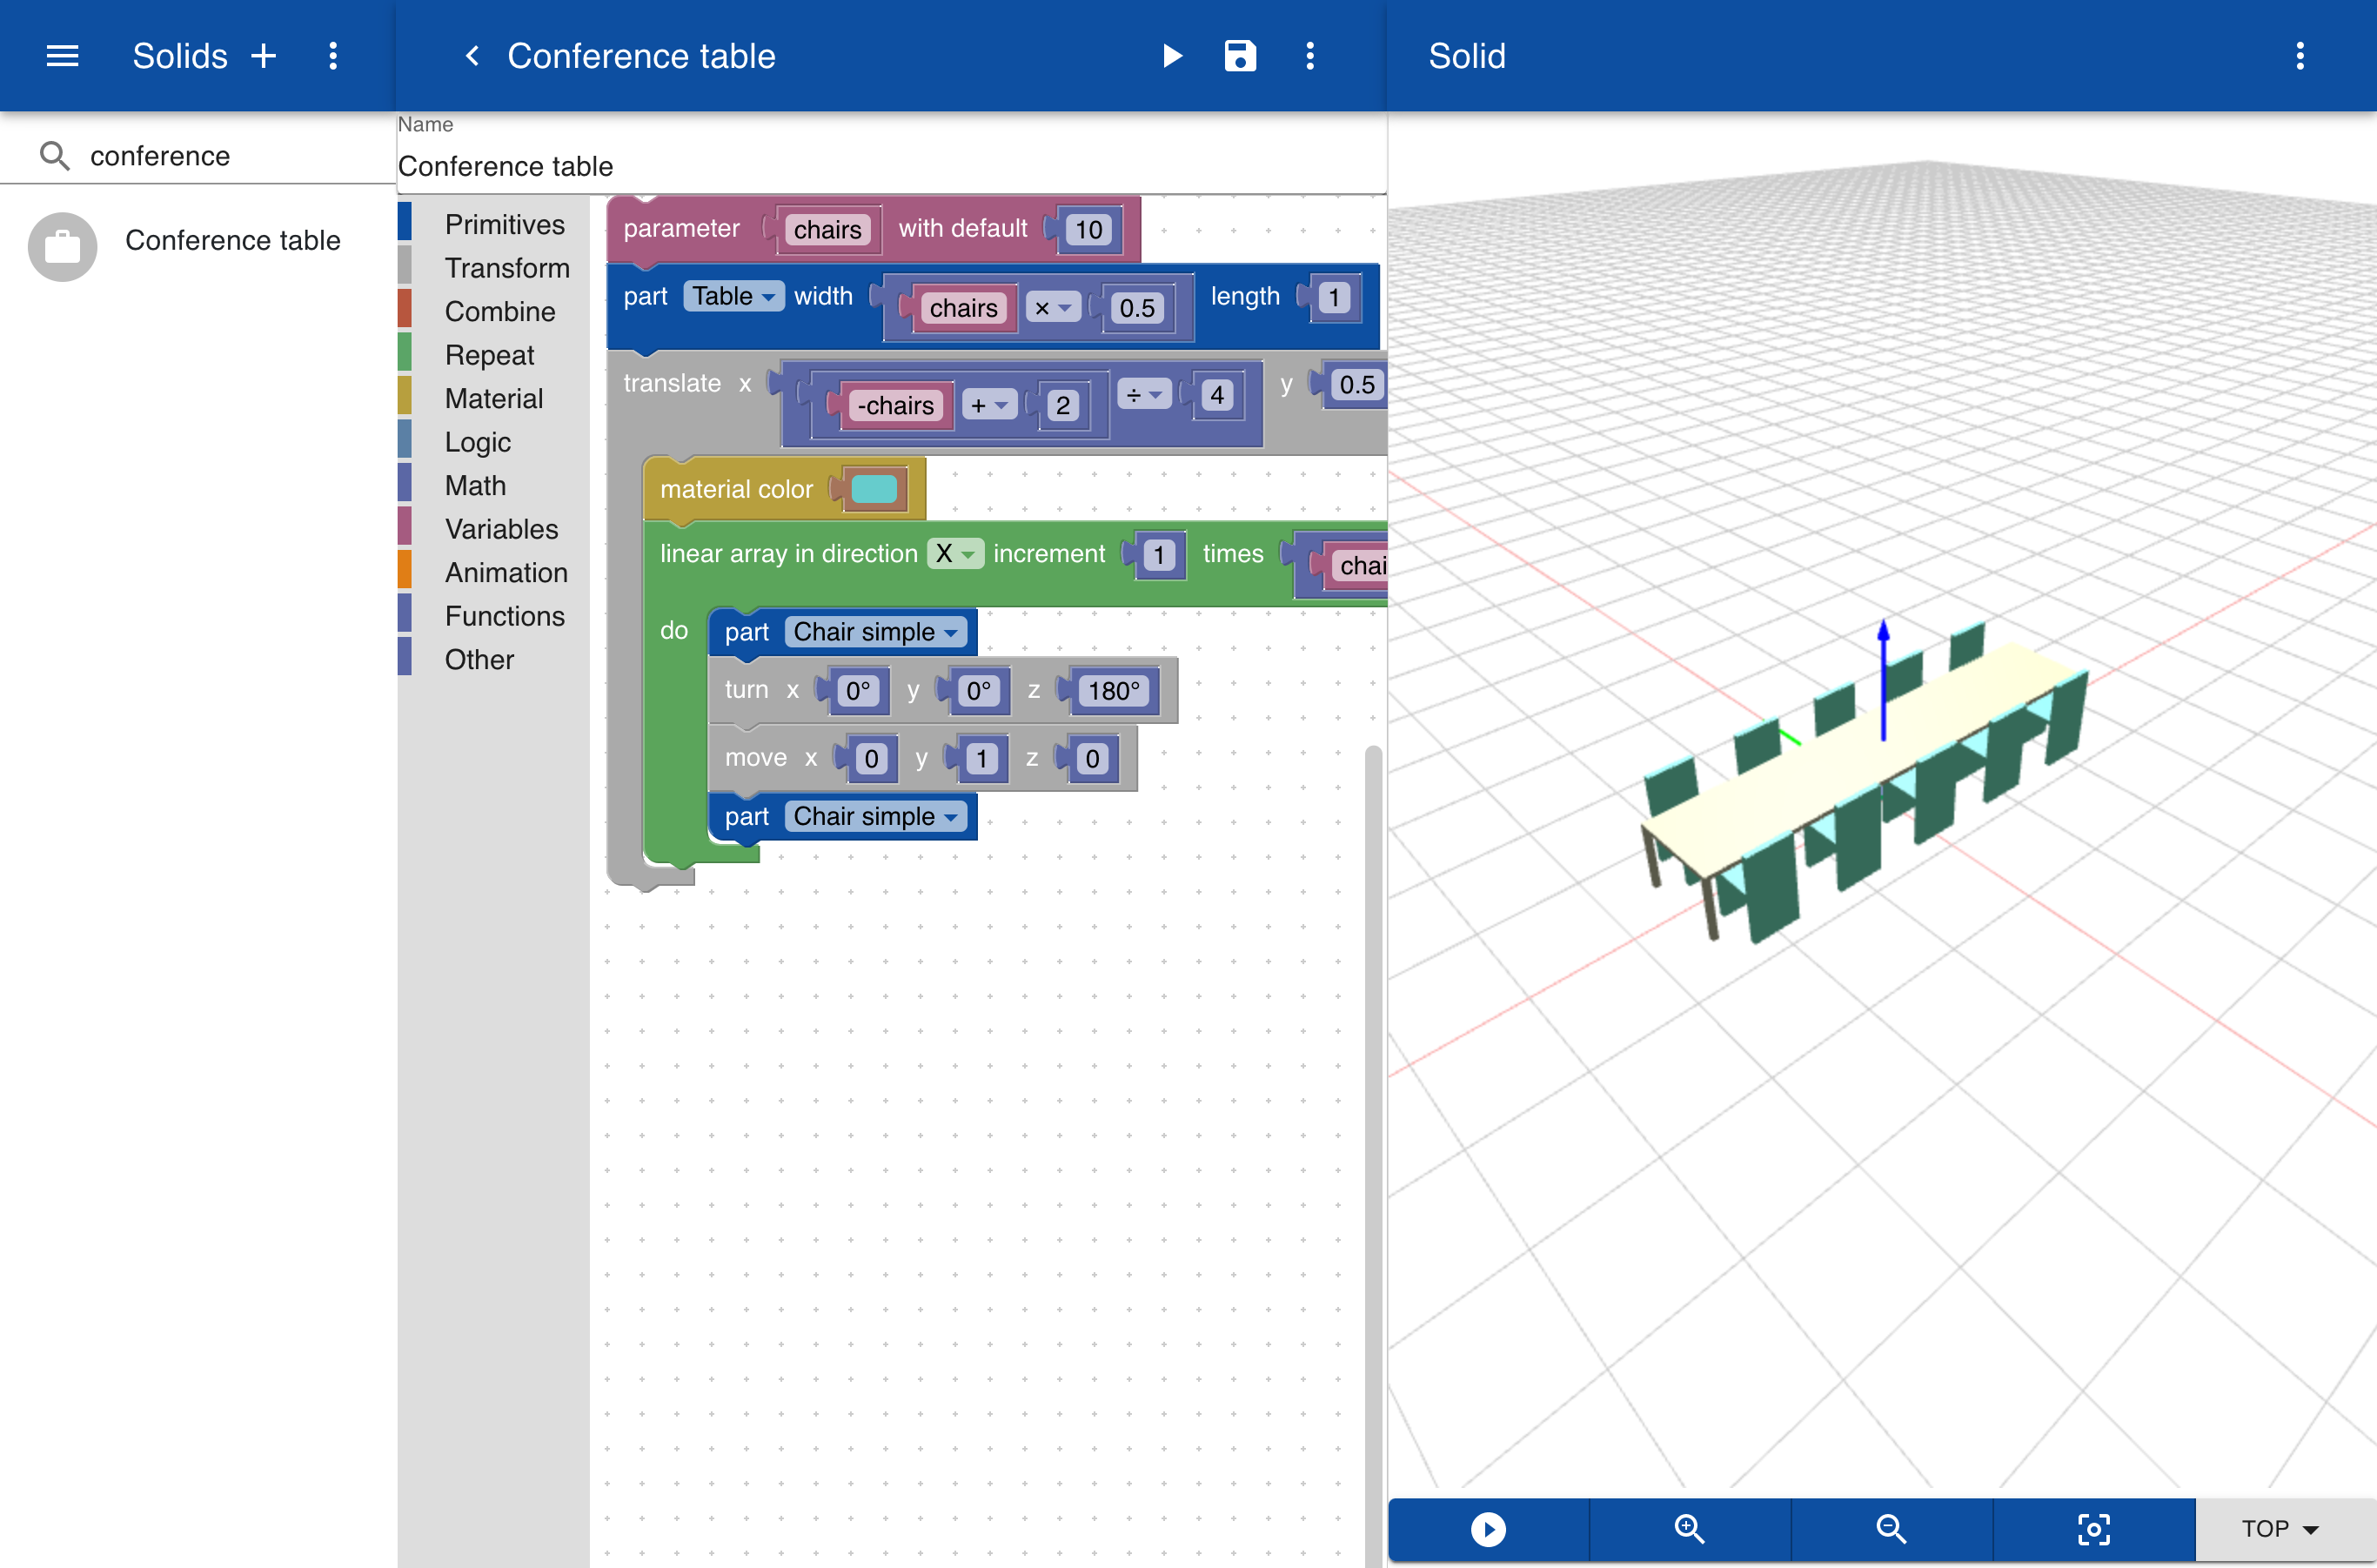 Solids
Conference table
Solid
conference
Conference table
Name
Conference table
Primitives
Transform
Combine
Repeat
Material
Logic
Math
Variables
Animation
Functions
Other
parameter chairs with default 10
part Table width chairs × 0.5 length 1
translate x -chairs + 2 ÷ 4 y 0.5
material color
linear array in direction X increment 1 times chai
do part Chair simple
turn x 0° y 0° z 180°
move x 0 y 1 z 0
part Chair simple
TOP